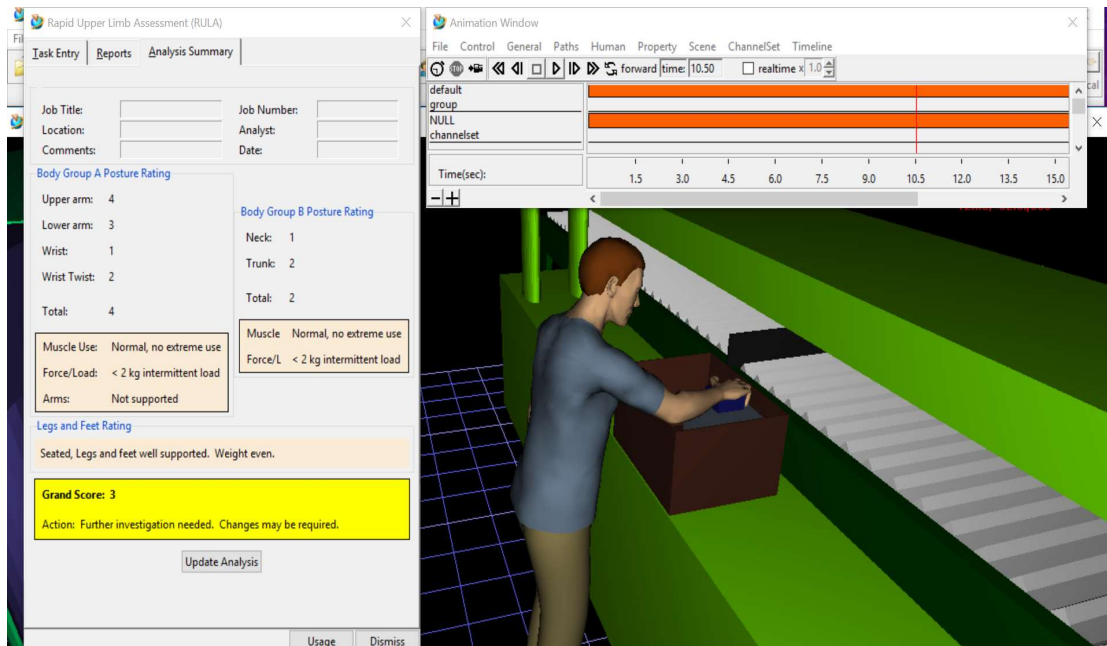 Rapid Upper Limb Assessment (RULA)
Task Entry
Reports
Analysis Summary
Job Title:
Job Number:
Location:
Analyst:
Comments:
Date:
Body Group A Posture Rating
Upper arm: 4
Lower arm: 3
Wrist: 1
Wrist Twist: 2
Total: 4
Muscle Use: Normal, no extreme use
Force/Load: < 2 kg intermittent load
Arms: Not supported
Body Group B Posture Rating
Neck: 1
Trunk: 2
Total: 2
Muscle Normal, no extreme use
Force/L < 2 kg intermittent load
Legs and Feet Rating
Seated, Legs and feet well supported. Weight even.
Grand Score: 3
Action: Further investigation needed. Changes may be required.
Update Analysis
Usage
Dismiss
Animation Window
File Control General Paths Human Property Scene ChannelSet Timeline
STOP
forward time: 10.50 realtime x 1.0
default
group
NULL
channelset
Time(sec):
1.5 3.0 4.5 6.0 7.5 9.0 10.5 12.0 13.5 15.0
Fil
cal